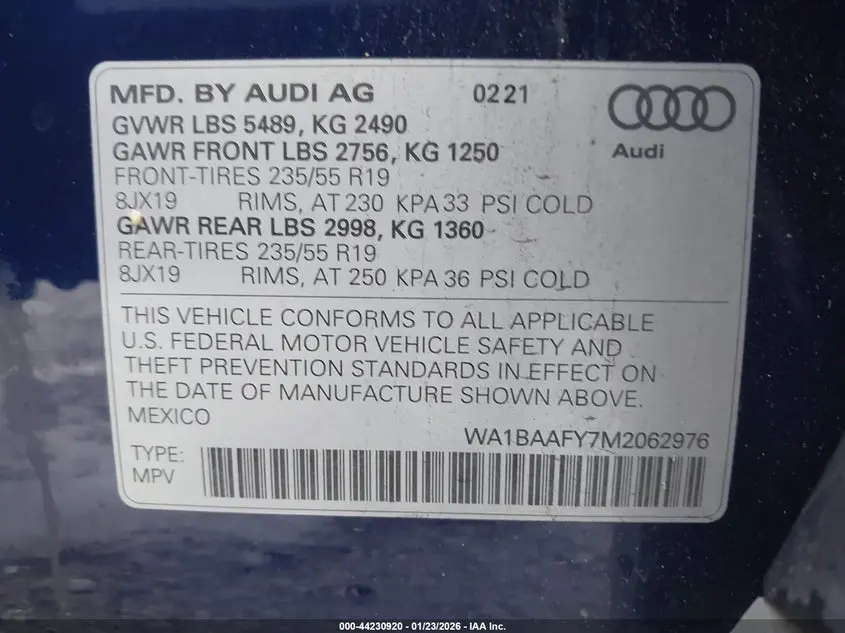 MFD. BY AUDI AG 0221
GVWR LBS 5489, KG 2490
GAWR FRONT LBS 2756, KG 1250
Audi
FRONT-TIRES 235/55 R19
8JX19 RIMS, AT 230 KPA 33 PSI COLD
GAWR REAR LBS 2998, KG 1360
REAR-TIRES 235/55 R19
8JX19 RIMS, AT 250 KPA 36 PSI COLD
THIS VEHICLE CONFORMS TO ALL APPLICABLE
U.S. FEDERAL MOTOR VEHICLE SAFETY AND
THEFT PREVENTION STANDARDS IN EFFECT ON
THE DATE OF MANUFACTURE SHOWN ABOVE.
MEXICO
WA1BAAFY7M2062976
TYPE:
MPV
000-44230920 - 01/23/2026 - IAA Inc.